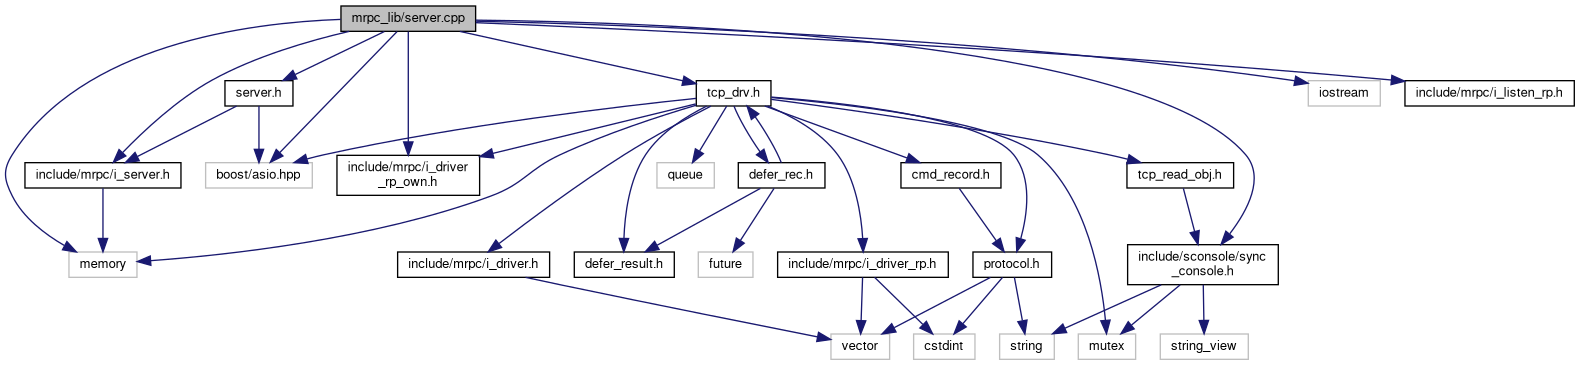 mrpc_lib/server.cpp
server.h
tcp_drv.h
iostream
include/mrpc/i_listen_rp.h
include/mrpc/i_server.h
boost/asio.hpp
include/mrpc/i_driver
_rp_own.h
queue
defer_rec.h
cmd_record.h
tcp_read_obj.h
memory
include/mrpc/i_driver.h
defer_result.h
future
include/mrpc/i_driver_rp.h
protocol.h
include/sconsole/sync
_console.h
vector
cstdint
string
mutex
string_view